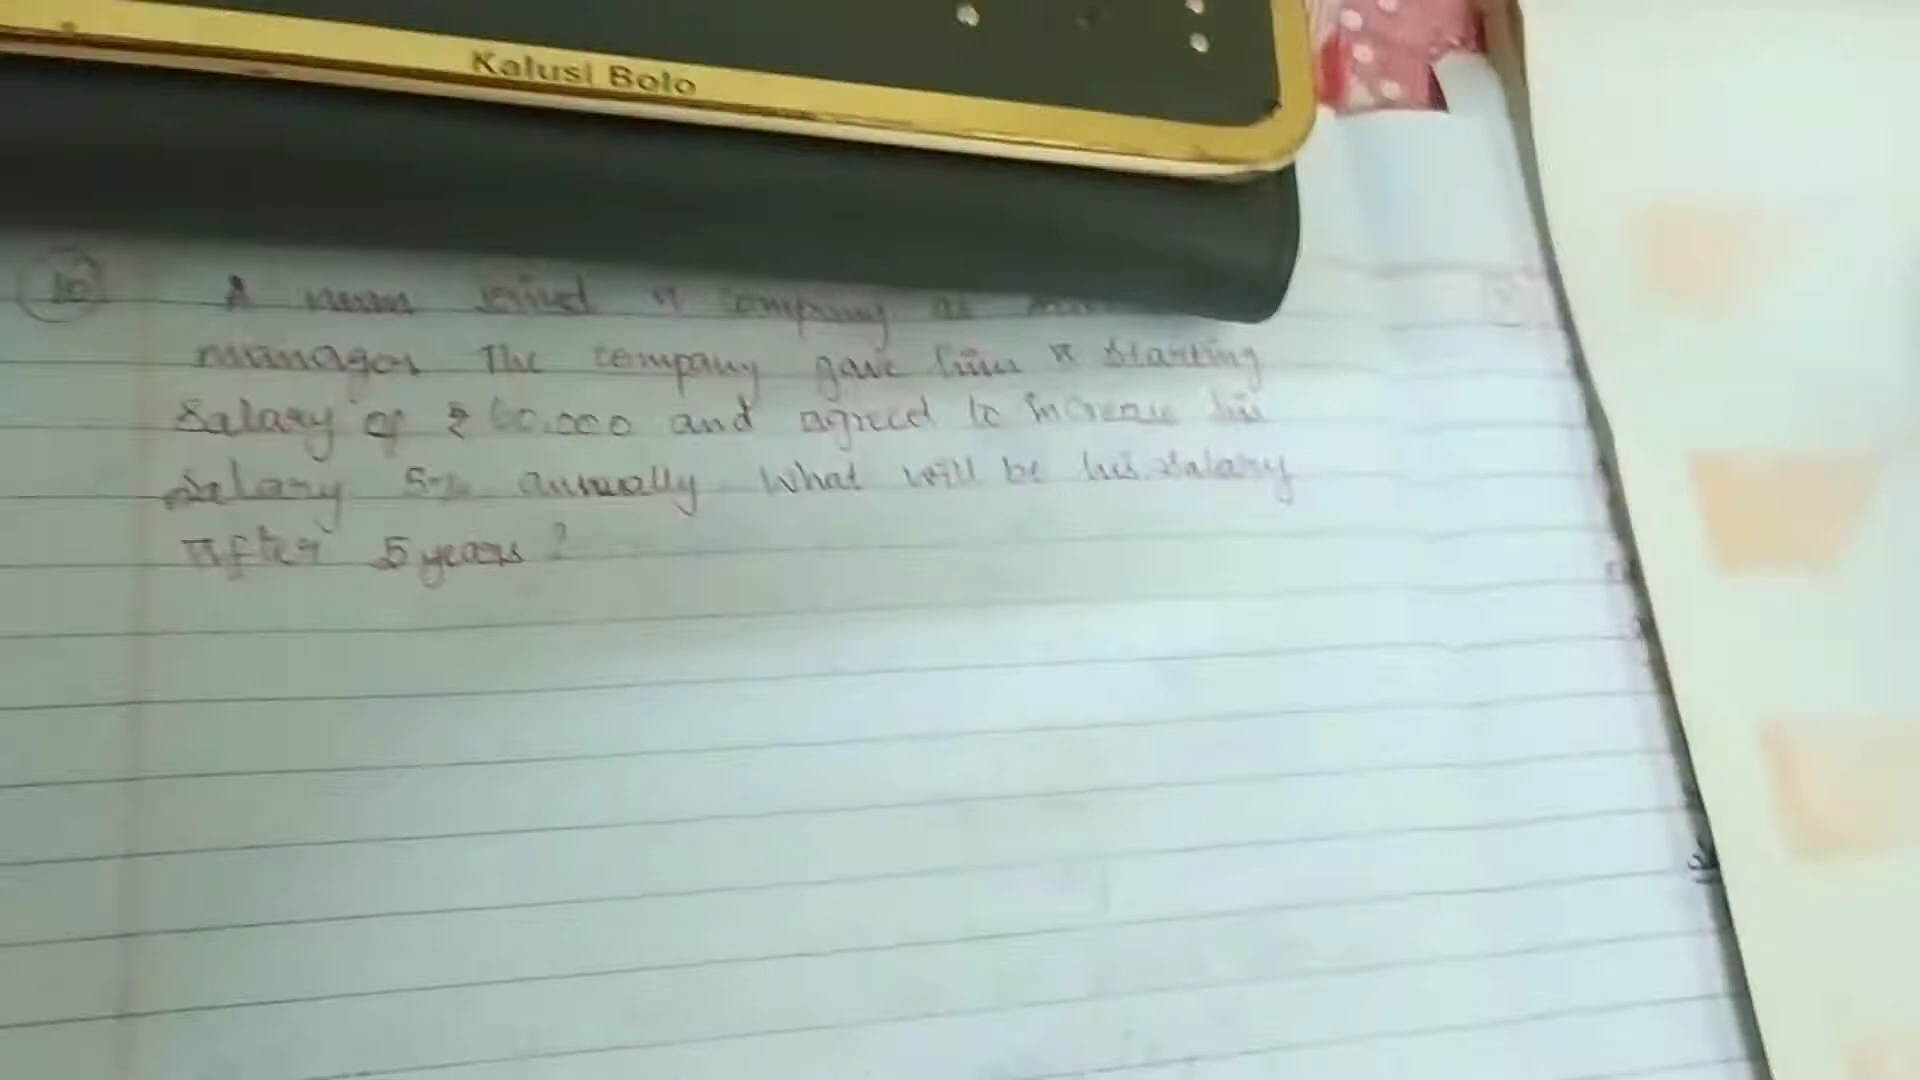 Kalusi Bolo
10 A man joined a company as
manager The company gave him a starting
salary of ₹ 60,000 and agreed to increase his
salary 5% annually What will be his salary
after 5 years ?